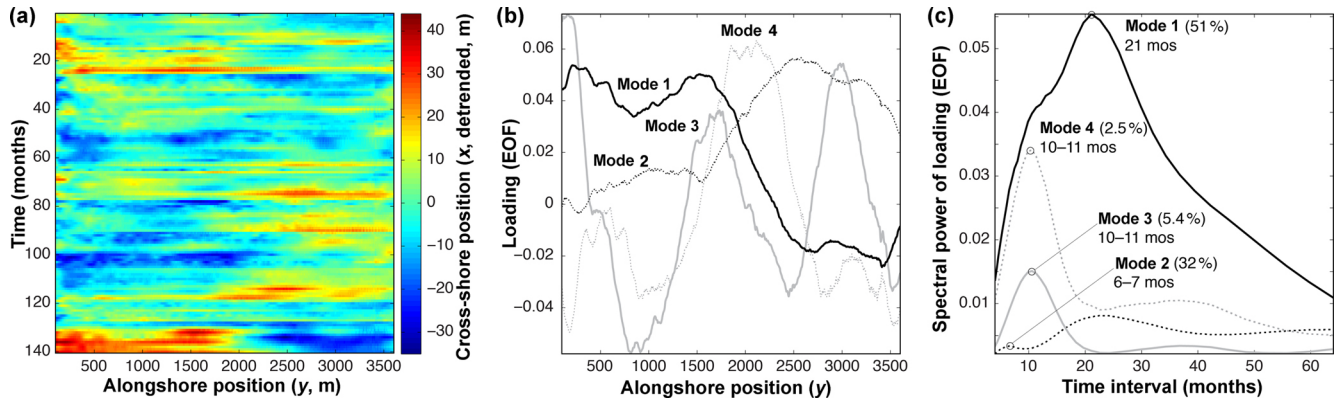 (a)
20
40
60
80
100
120
140
Time (months)
500 1000 1500 2000 2500 3000 3500
Alongshore position (y, m)
40
30
20
10
0
−10
−20
−30
Cross-shore position (x, detrended, m)
(b)
0.06
0.04
0.02
0
−0.02
−0.04
Loading (EOF)
Mode 4
Mode 1
Mode 3
Mode 2
500 1000 1500 2000 2500 3000 3500
Alongshore position (y)
(c)
0.05
0.04
0.03
0.02
0.01
Spectral power of loading (EOF)
Mode 1 (51%)
21 mos
Mode 4 (2.5%)
10–11 mos
Mode 3 (5.4%)
10–11 mos
Mode 2 (32%)
6–7 mos
10 20 30 40 50 60
Time interval (months)